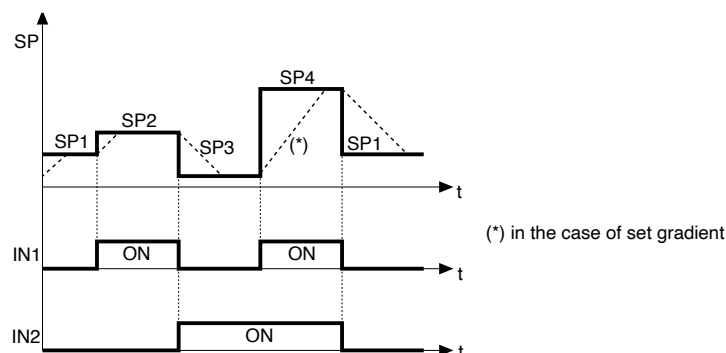 SP
SP4
SP2
SP1
SP3
(*)
SP1
t
(*) in the case of set gradient
IN1
ON
ON
t
IN2
ON
t